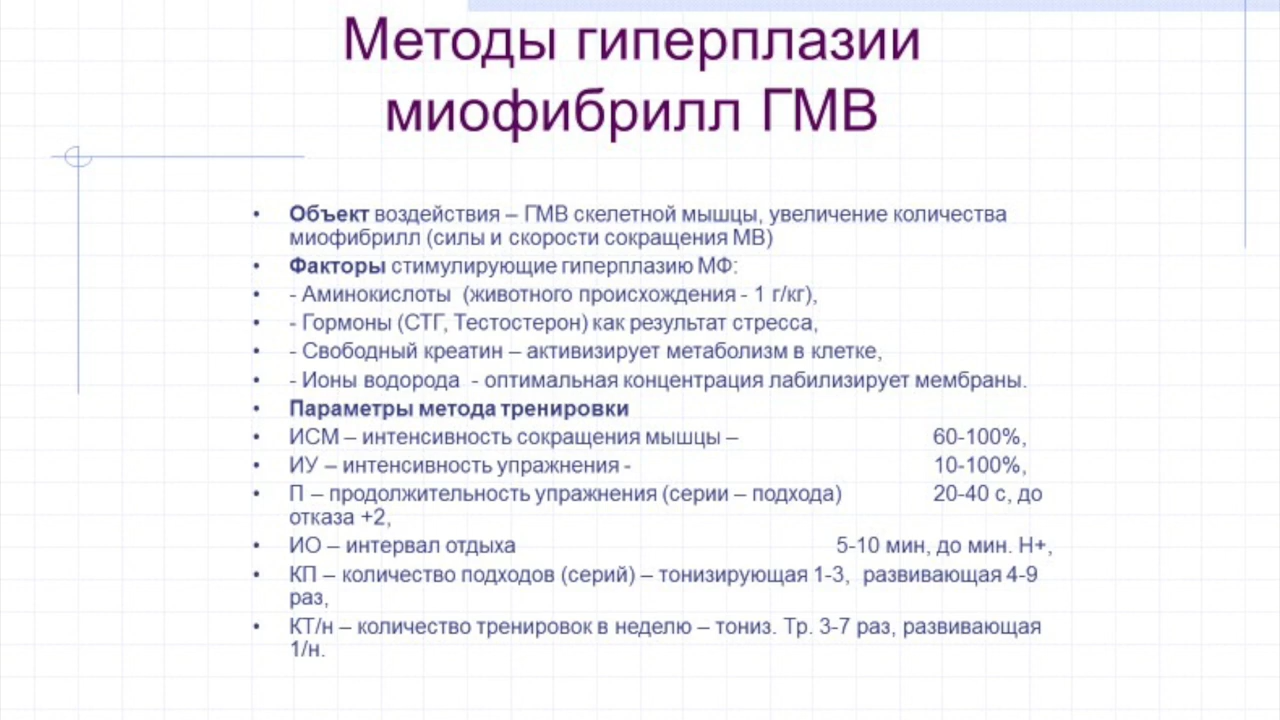 Методы гиперплазии
миофибрилл ГМВ
• Объект воздействия – ГМВ скелетной мышцы, увеличение количества
миофибрилл (силы и скорости сокращения МВ)
• Факторы стимулирующие гиперплазию МФ:
• - Аминокислоты (животного происхождения - 1 г/кг),
• - Гормоны (СТГ, Тестостерон) как результат стресса,
• - Свободный креатин – активизирует метаболизм в клетке,
• - Ионы водорода - оптимальная концентрация лабилизирует мембраны.
• Параметры метода тренировки
• ИСМ – интенсивность сокращения мышцы – 60-100%,
• ИУ – интенсивность упражнения - 10-100%,
• П – продолжительность упражнения (серии – подхода) 20-40 с, до
отказа +2,
• ИО – интервал отдыха 5-10 мин, до мин. Н+,
• КП – количество подходов (серий) – тонизирующая 1-3, развивающая 4-9
раз,
• КТ/н – количество тренировок в неделю – тониз. Тр. 3-7 раз, развивающая
1/н.